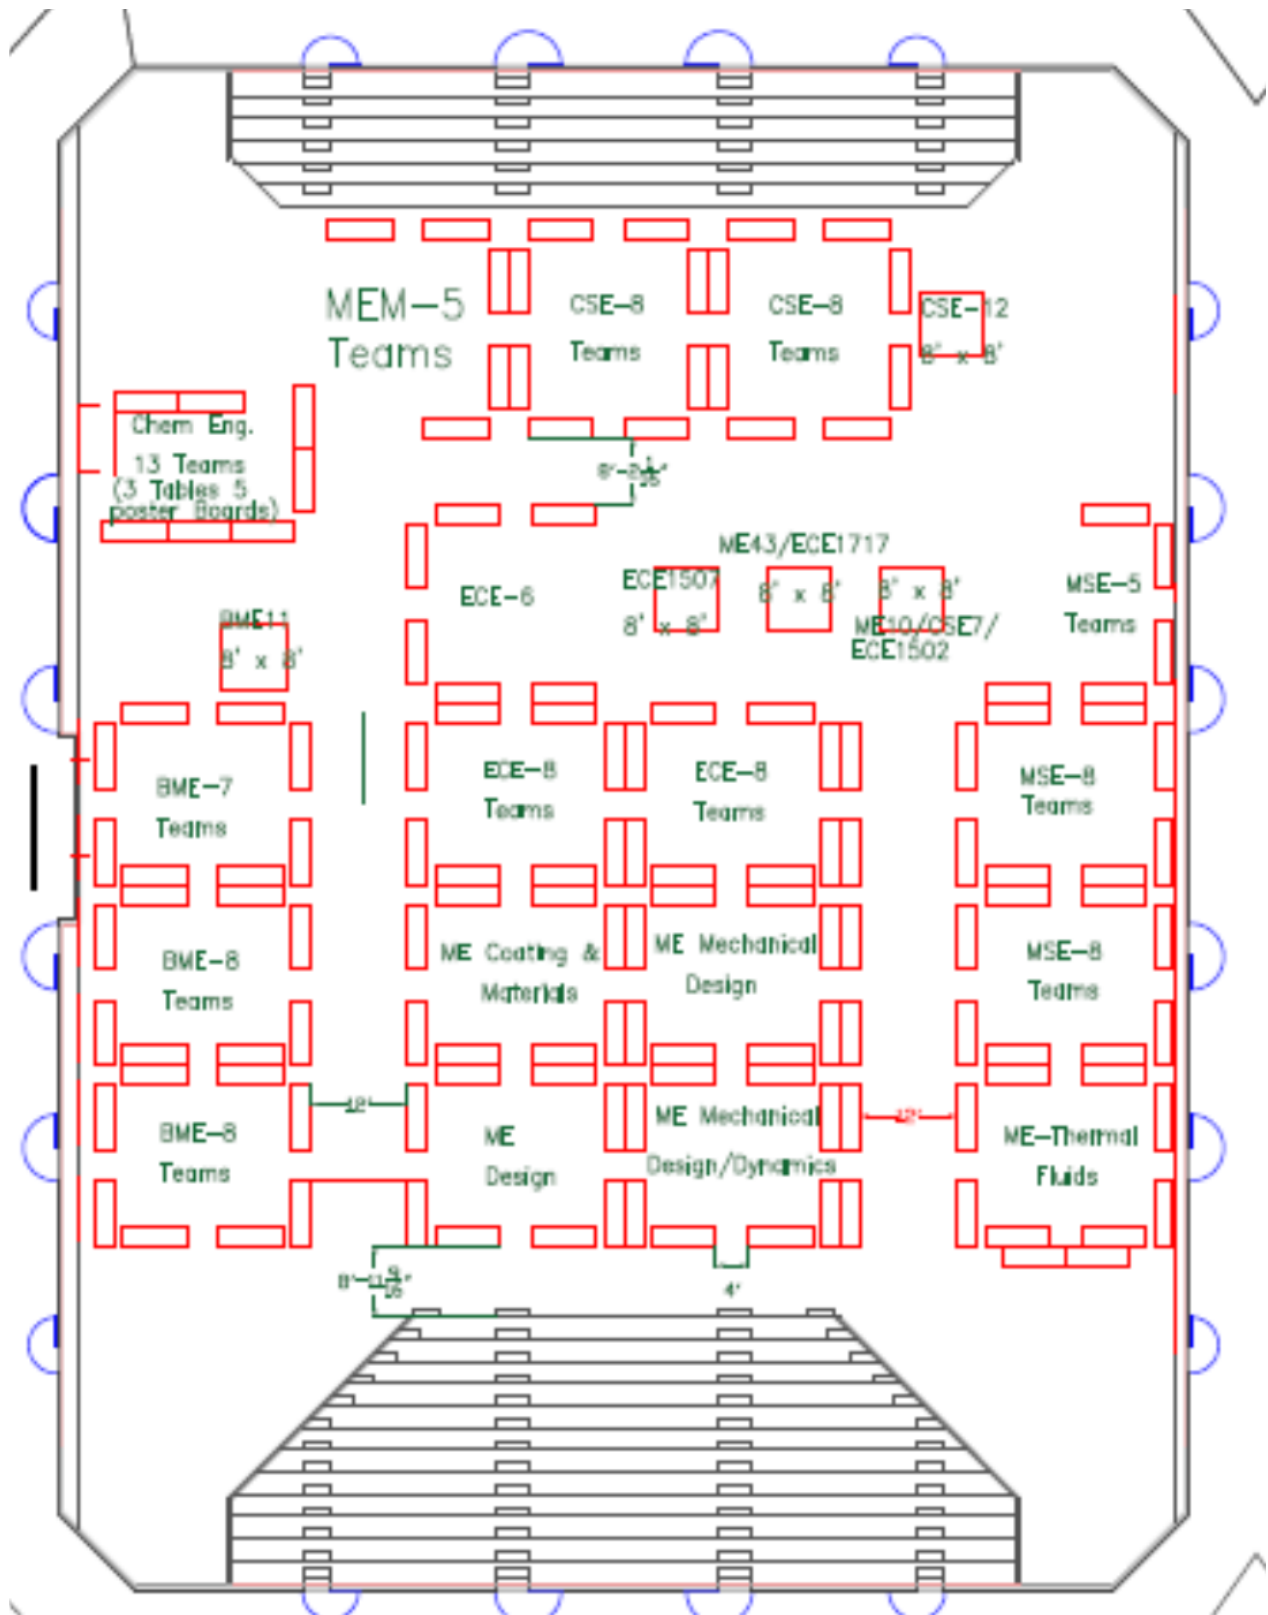 MEM-5
Teams
CSE-8
Teams
CSE-8
Teams
CSE-12
8' x 8'
Chem Eng.
13 Teams
(3 Tables 5
poster Boards)
ECE-6
ECE1507
8' x 8'
ME43/ECE1717
8' x 8'
8' x 8'
ME10/CSE7/
ECE1502
MSE-5
Teams
BME11
8' x 8'
BME-7
Teams
ECE-8
Teams
ECE-8
Teams
MSE-8
Teams
BME-8
Teams
ME Coating &
Materials
ME Mechanical
Design
MSE-8
Teams
12'
12'
BME-8
Teams
ME
Design
ME Mechanical
Design/Dynamics
ME-Thermal
Fluids
4'